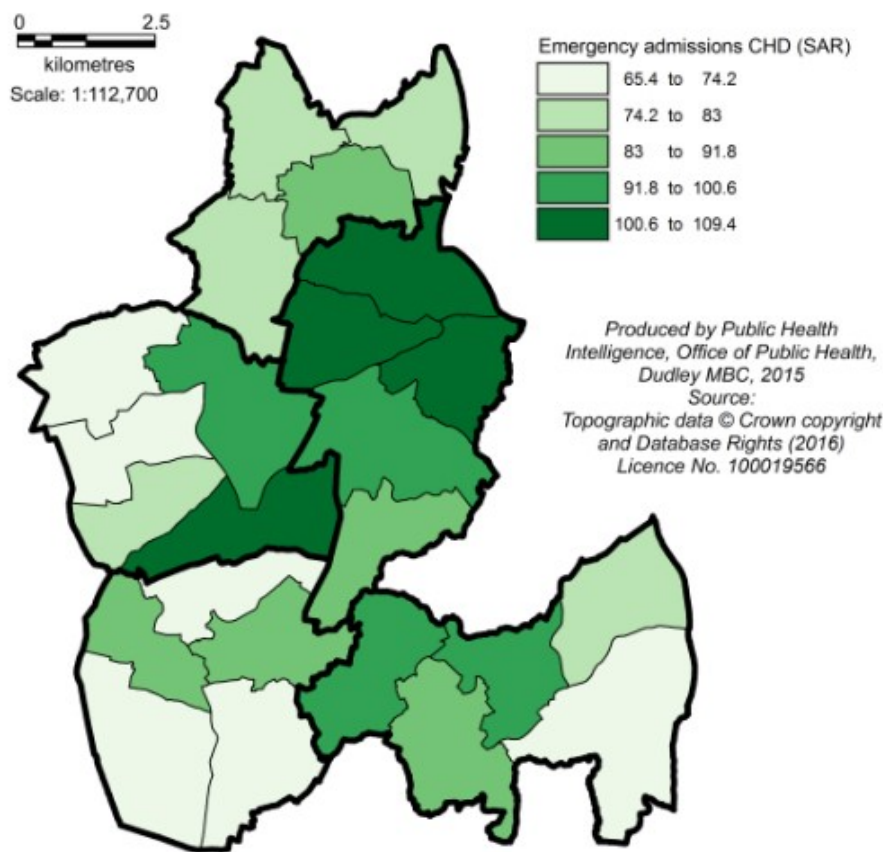 0 2.5
kilometres
Scale: 1:112,700
Emergency admissions CHD (SAR)
65.4 to 74.2
74.2 to 83
83 to 91.8
91.8 to 100.6
100.6 to 109.4
Produced by Public Health
Intelligence, Office of Public Health,
Dudley MBC, 2015
Source:
Topographic data © Crown copyright
and Database Rights (2016)
Licence No. 100019566